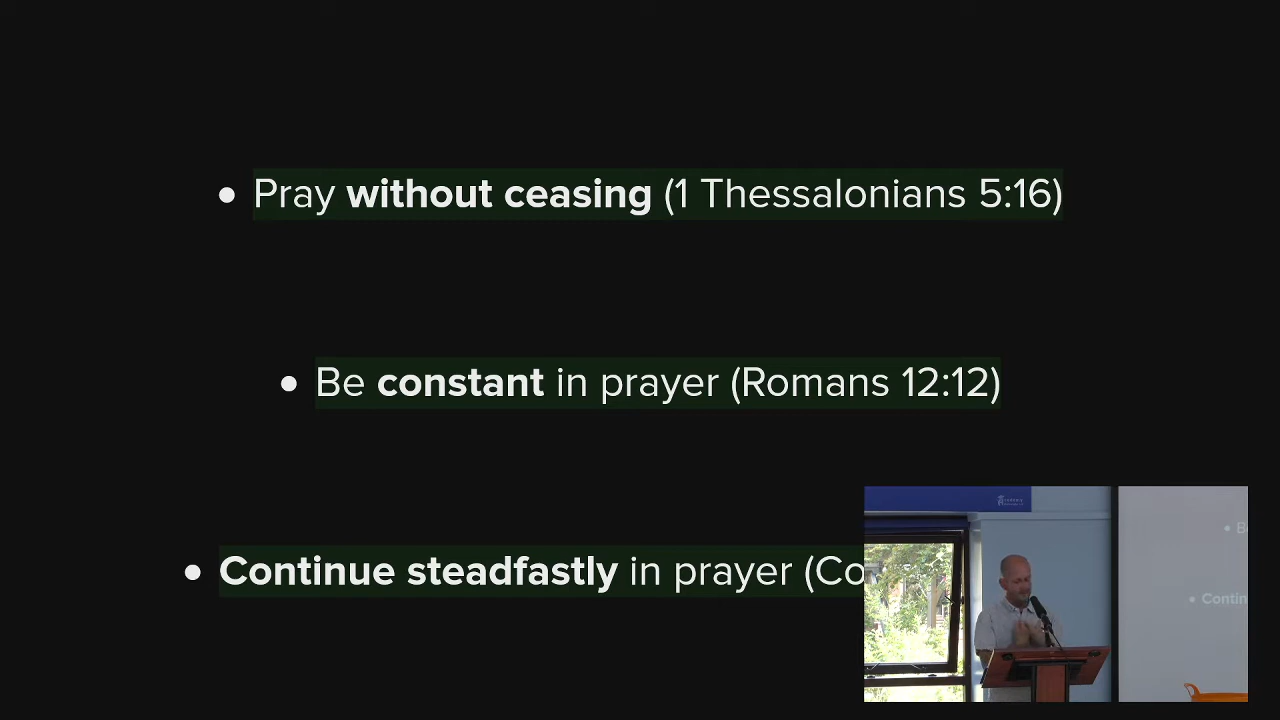 • Pray without ceasing (1 Thessalonians 5:16)
• Be constant in prayer (Romans 12:12)
• Continue steadfastly in prayer (Co
• B
• Contin